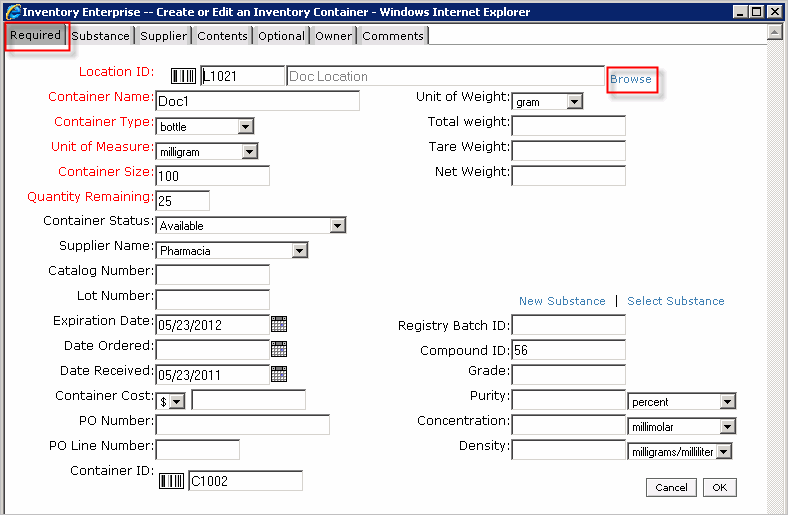 Inventory Enterprise -- Create or Edit an Inventory Container - Windows Internet Explorer
Required Substance Supplier Contents Optional Owner Comments
Location ID: L1021 Doc Location Browse
Container Name: Doc1 Unit of Weight: gram
Container Type: bottle Total weight:
Unit of Measure: milligram Tare Weight:
Container Size: 100 Net Weight:
Quantity Remaining: 25
Container Status: Available
Supplier Name: Pharmacia
Catalog Number:
Lot Number: New Substance | Select Substance
Expiration Date: 05/23/2012 Registry Batch ID:
Date Ordered: Compound ID: 56
Date Received: 05/23/2011 Grade:
Container Cost: $ Purity: percent
PO Number: Concentration: millimolar
PO Line Number: Density: milligrams/milliliter
Container ID: C1002 Cancel OK